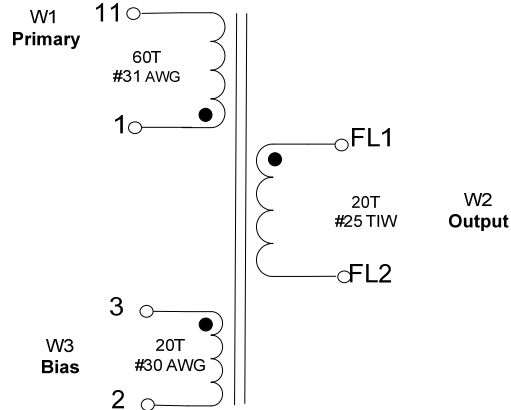 W1
Primary
11
60T
#31 AWG
1
FL1
20T
#25 TIW
W2
Output
FL2
3
W3
Bias
20T
#30 AWG
2